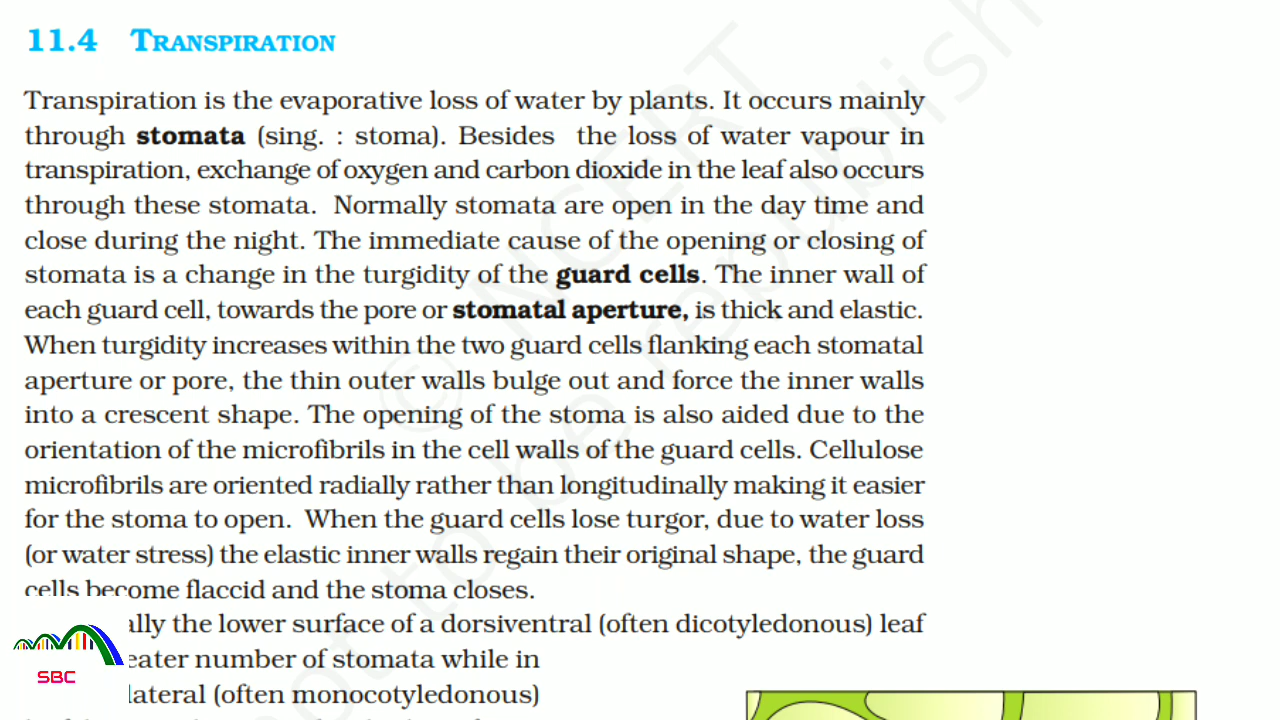 11.4 TRANSPIRATION
Transpiration is the evaporative loss of water by plants. It occurs mainly
through stomata (sing. : stoma). Besides the loss of water vapour in
transpiration, exchange of oxygen and carbon dioxide in the leaf also occurs
through these stomata. Normally stomata are open in the day time and
close during the night. The immediate cause of the opening or closing of
stomata is a change in the turgidity of the guard cells. The inner wall of
each guard cell, towards the pore or stomatal aperture, is thick and elastic.
When turgidity increases within the two guard cells flanking each stomatal
aperture or pore, the thin outer walls bulge out and force the inner walls
into a crescent shape. The opening of the stoma is also aided due to the
orientation of the microfibrils in the cell walls of the guard cells. Cellulose
microfibrils are oriented radially rather than longitudinally making it easier
for the stoma to open. When the guard cells lose turgor, due to water loss
(or water stress) the elastic inner walls regain their original shape, the guard
cells become flaccid and the stoma closes.
ally the lower surface of a dorsiventral (often dicotyledonous) leaf
eater number of stomata while in
lateral (often monocotyledonous)
SBC
© NCERT
not to be republish